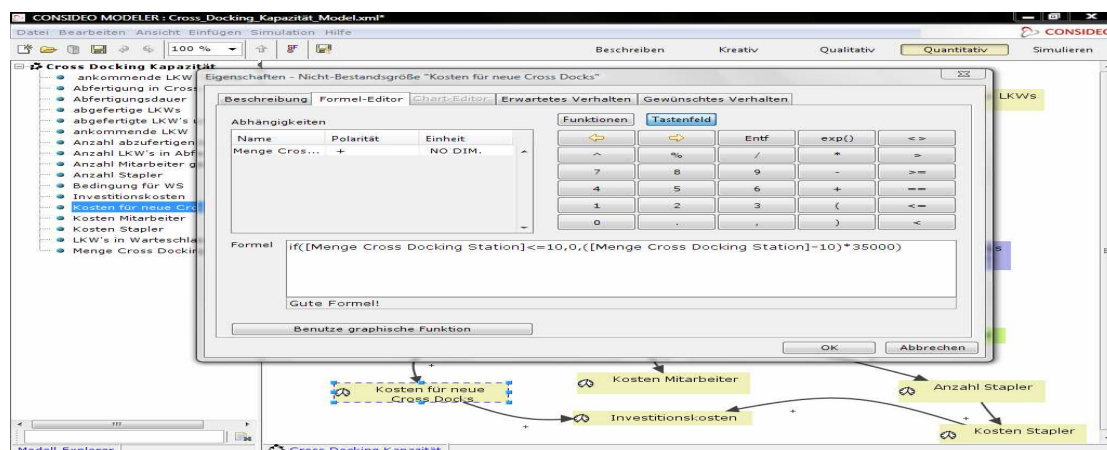 CONSIDEO MODELER: Cross_Docking_Kapazität_Model.xml*
Datei Bearbeiten Ansicht Einfügen Simulation Hilfe
CONSIDEO
100 %
Beschreiben Kreativ Qualitativ Quantitativ Simulieren
Cross Docking Kapazität
ankommende LKW
Abfertigung in Cross
Abfertigungsdauer
abgefertige LKWs
abgefertigte LKW's
ankommende LKW
Anzahl abzufertigen
Anzahl LKW's in Abf
Anzahl Mitarbeiter g
Anzahl Stapler
Bedingung für WS
Investitionskosten
Kosten für neue Cro
Kosten Mitarbeiter
Kosten Stapler
LKW's in Warteschla
Menge Cross Dockin
Modell Explorer
Eigenschaften - Nicht-Bestandsgröße "Kosten für neue Cross Docks"
Beschreibung Formel-Editor Chart-Editor Erwartetes Verhalten Gewünschtes Verhalten
Abhängigkeiten
Name Polarität Einheit
Menge Cros... + NO DIM.
Funktionen Tastenfeld
Entf exp() <>
^ % / * >
7 8 9 - >=
4 5 6 + ==
1 2 3 ( <=
0 . , ) <
Formel
if([Menge Cross Docking Station]<=10,0,([Menge Cross Docking Station]-10)*35000)
Gute Formel!
Benutze graphische Funktion
OK Abbrechen
LKWs
s
+
Kosten für neue
Cross Docks
Kosten Mitarbeiter
Anzahl Stapler
Investitionskosten
+
+
+
Kosten Stapler
Cross Docking Kapazität